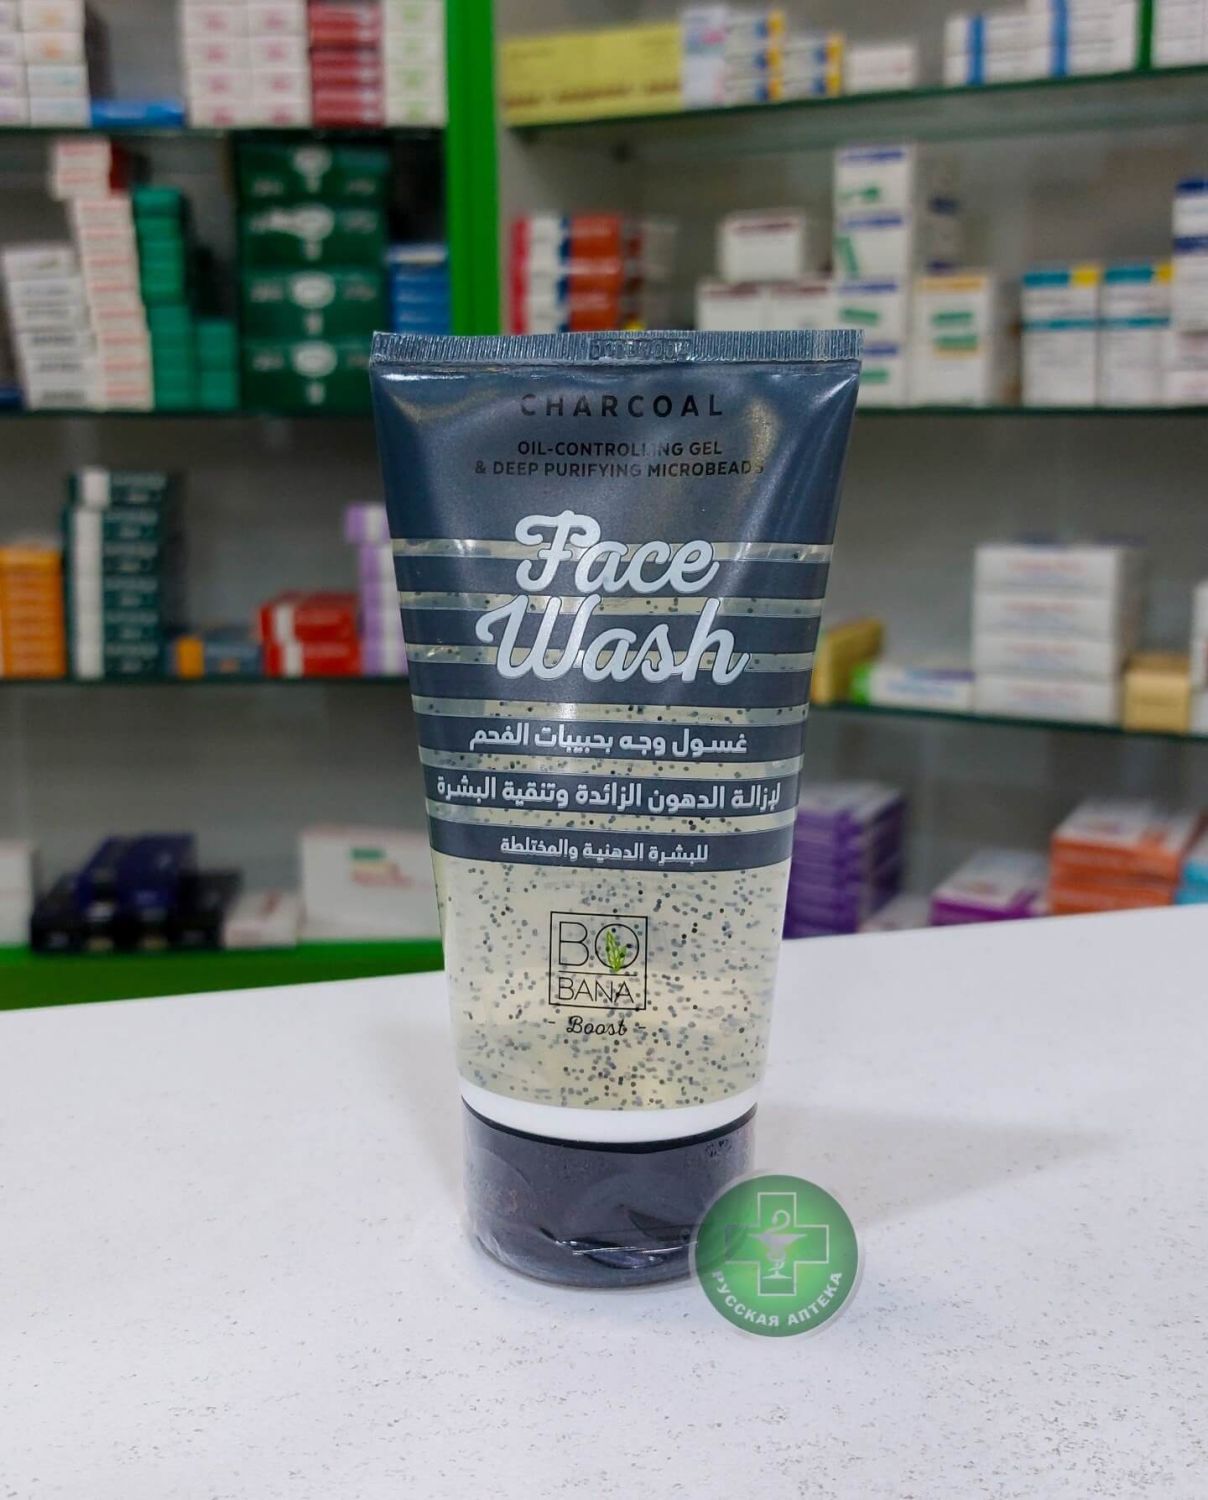 CHARCOAL
OIL-CONTROLLING GEL
& DEEP PURIFYING MICROBEADS
Face
Wash
غسول وجه بحبيبات الفحم
لإزالة الدهون الزائدة وتنقية البشرة
للبشرة الدهنية والمختلطة
BO
BANA
- Boost -
РУССКАЯ АПТЕКА